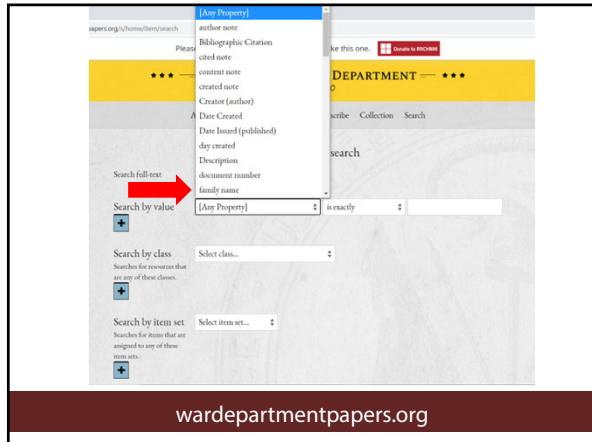 [Any Property]
apers.org/s/home/item/search
author note
Bibliographic Citation
Pleas
ke this one.
Donate to RRCHNM
cited note
content note
created note
DEPARTMENT
Creator (author)
Date Created
Date Issued (published)
scribe Collection Search
day created
Description
search
Search full-text
document number
family name
Search by value
[Any Property]
is exactly
Search by class
Select class...
Searches for resources that
are any of these classes.
Search by item set
Select item set...
Searches for items that are
assigned to any of these
item sets.
wardepartmentpapers.org